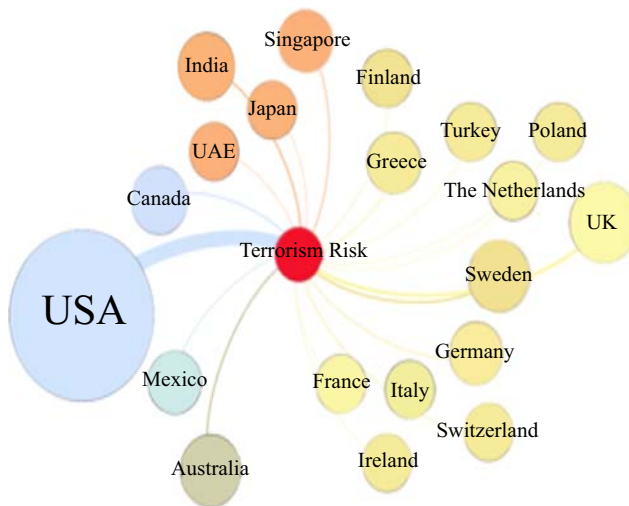 Singapore
India
Finland
Japan
Turkey
Poland
UAE
Greece
The Netherlands
Canada
UK
Terrorism Risk
Sweden
USA
Germany
Mexico
France
Italy
Switzerland
Australia
Ireland